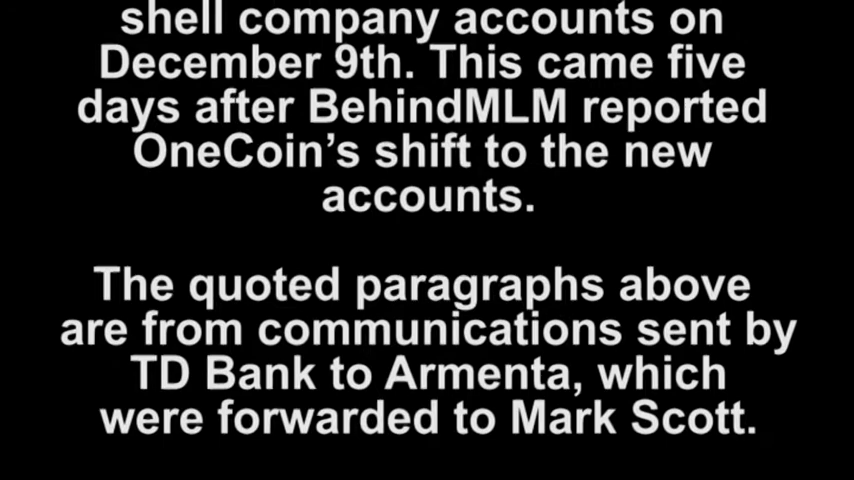 shell company accounts on
December 9th. This came five
days after BehindMLM reported
OneCoin’s shift to the new
accounts.
The quoted paragraphs above
are from communications sent by
TD Bank to Armenta, which
were forwarded to Mark Scott.